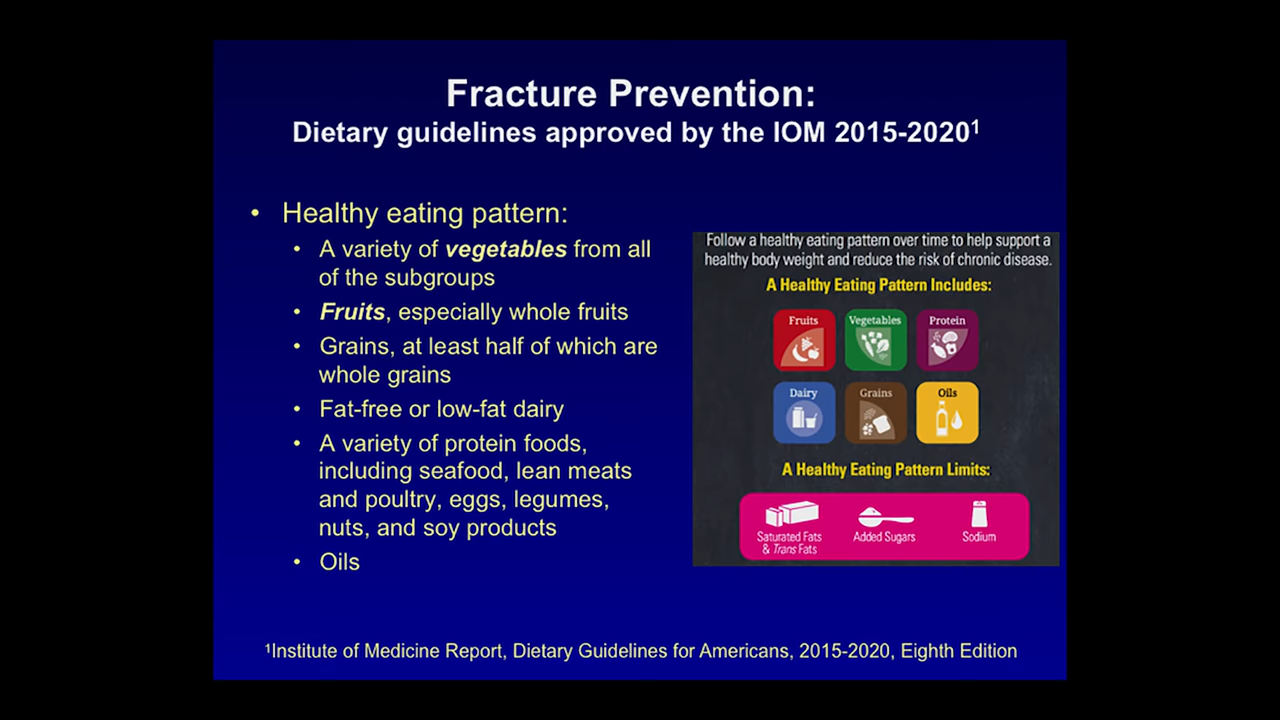 Fracture Prevention:
Dietary guidelines approved by the IOM 2015-2020¹
• Healthy eating pattern:
• A variety of vegetables from all
of the subgroups
• Fruits, especially whole fruits
• Grains, at least half of which are
whole grains
• Fat-free or low-fat dairy
• A variety of protein foods,
including seafood, lean meats
and poultry, eggs, legumes,
nuts, and soy products
• Oils
Follow a healthy eating pattern over time to help support a
healthy body weight and reduce the risk of chronic disease.
A Healthy Eating Pattern Includes:
Fruits Vegetables Protein
Dairy Grains Oils
A Healthy Eating Pattern Limits:
Saturated Fats
& Trans Fats
Added Sugars
Sodium
¹Institute of Medicine Report, Dietary Guidelines for Americans, 2015-2020, Eighth Edition